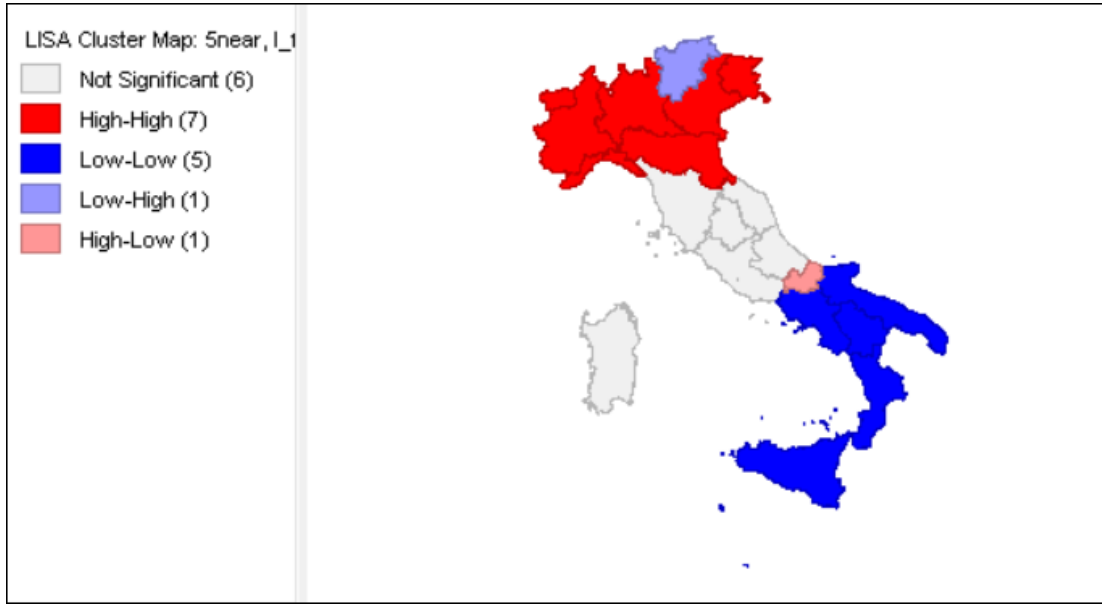 LISA Cluster Map: 5near, l_1
Not Significant (6)
High-High (7)
Low-Low (5)
Low-High (1)
High-Low (1)